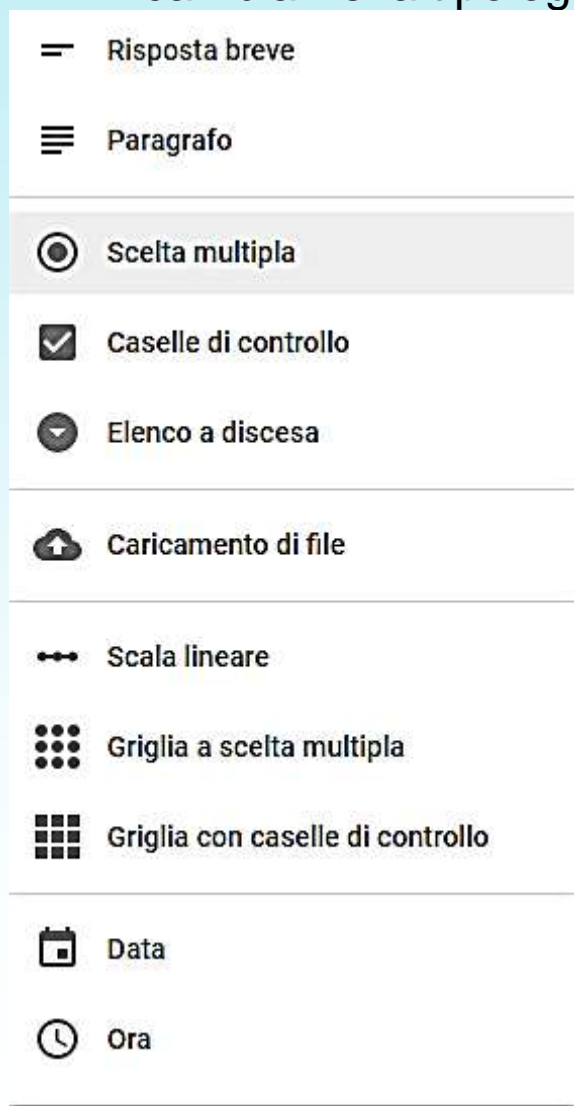 Risposta breve
Paragrafo
Scelta multipla
Caselle di controllo
Elenco a discesa
Caricamento di file
Scala lineare
Griglia a scelta multipla
Griglia con caselle di controllo
Data
Ora